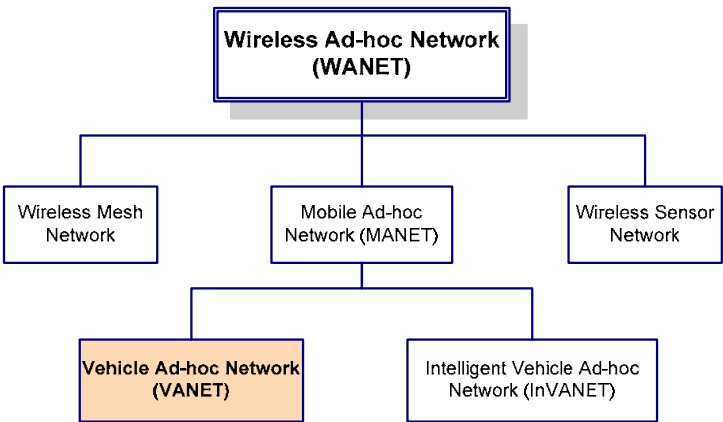 Wireless Ad-hoc Network
(WANET)
Wireless Mesh
Network
Mobile Ad-hoc
Network (MANET)
Wireless Sensor
Network
Vehicle Ad-hoc Network
(VANET)
Intelligent Vehicle Ad-hoc
Network (InVANET)